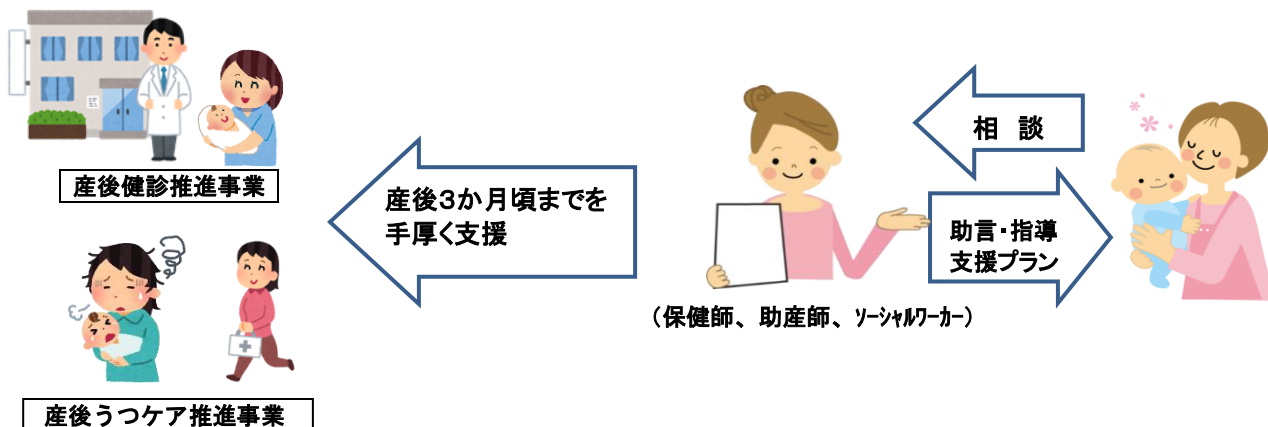 産後健診推進事業
産後うつケア推進事業
産後３か月頃までを
手厚く支援
（保健師、助産師、ｿｰｼｬﾙﾜｰｶｰ）
相　談
助言・指導
支援プラン